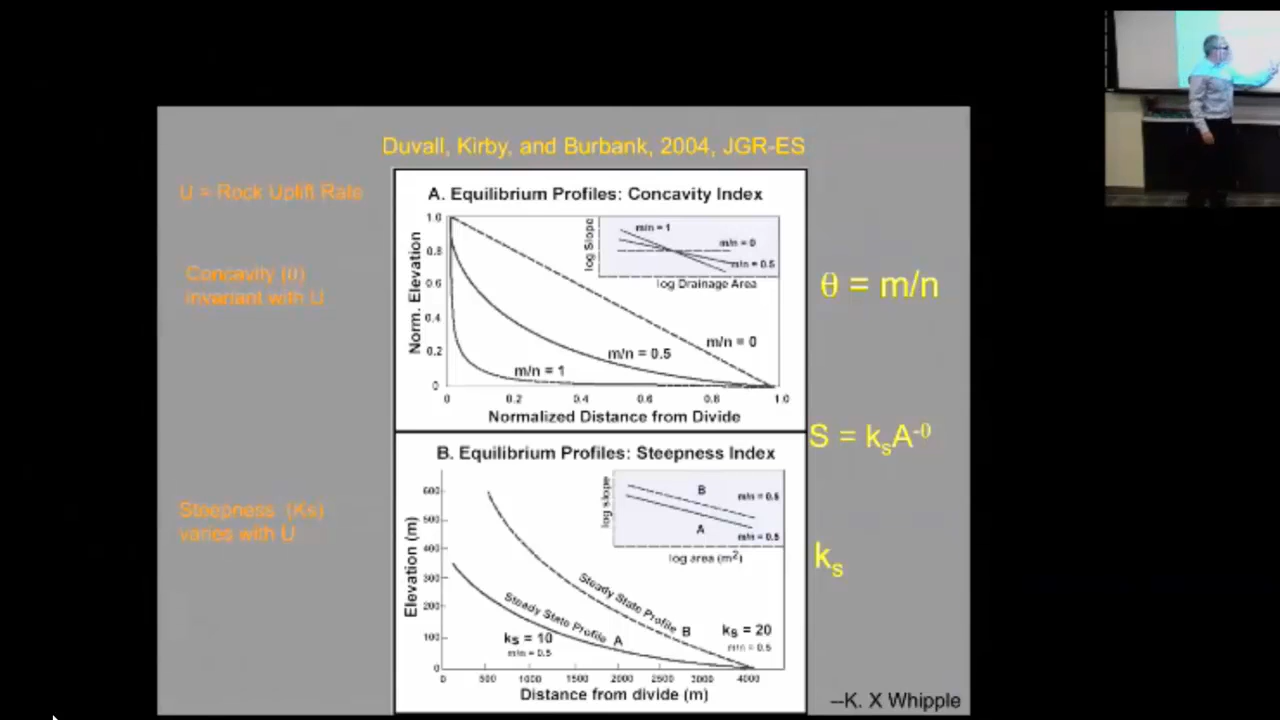 Duvall, Kirby, and Burbank, 2004, JGR-ES
U = Rock Uplift Rate
Concavity (θ)
invariant with U
Steepness (Ks)
varies with U
A. Equilibrium Profiles: Concavity Index
Norm. Elevation
1.0
0.8
0.6
0.4
0.2
0
log Slope
m/n = 1
m/n = 0
m/n = 0.5
log Drainage Area
m/n = 0
m/n = 0.5
m/n = 1
0 0.2 0.4 0.6 0.8 1.0
Normalized Distance from Divide
θ = m/n
B. Equilibrium Profiles: Steepness Index
Elevation (m)
600
500
400
300
200
100
0
log slope
B
m/n = 0.5
A
m/n = 0.5
log area (m²)
Steady State Profile B
Steady State Profile A
ks = 10
m/n = 0.5
ks = 20
m/n = 0.5
0 500 1000 1500 2000 2500 3000 4000
Distance from divide (m)
S = ksA-θ
ks
--K. X Whipple